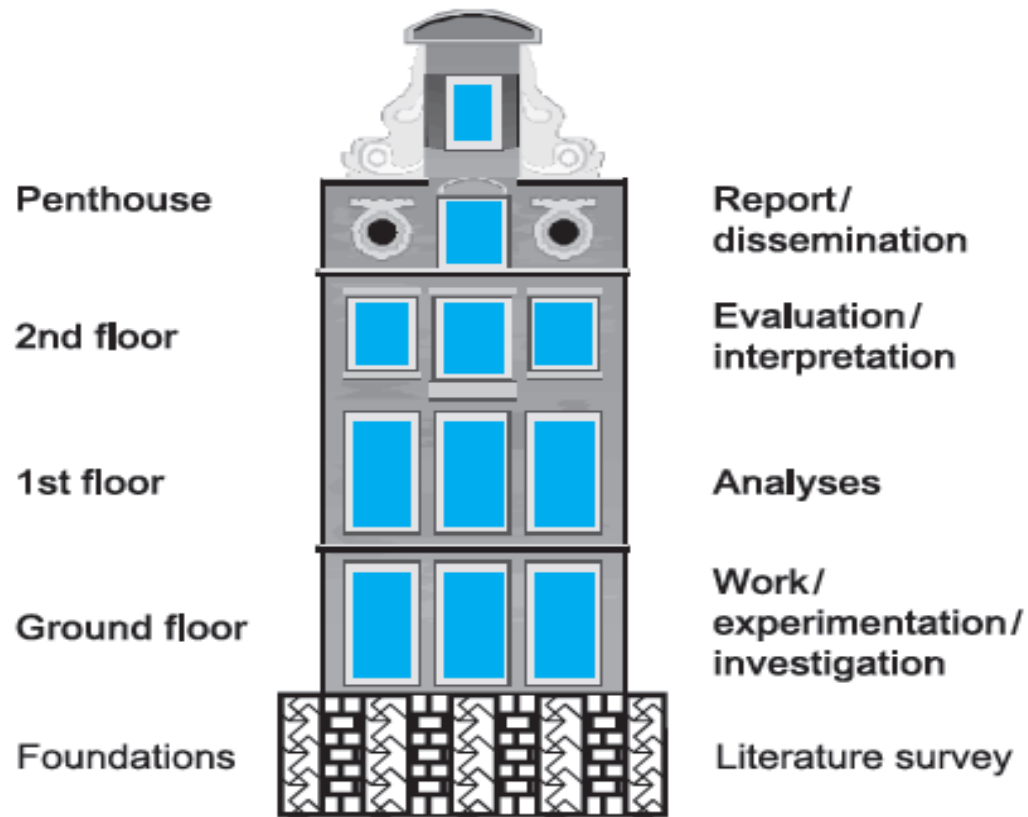 Penthouse
Report/
dissemination
2nd floor
Evaluation/
interpretation
1st floor
Analyses
Ground floor
Work/
experimentation/
investigation
Foundations
Literature survey